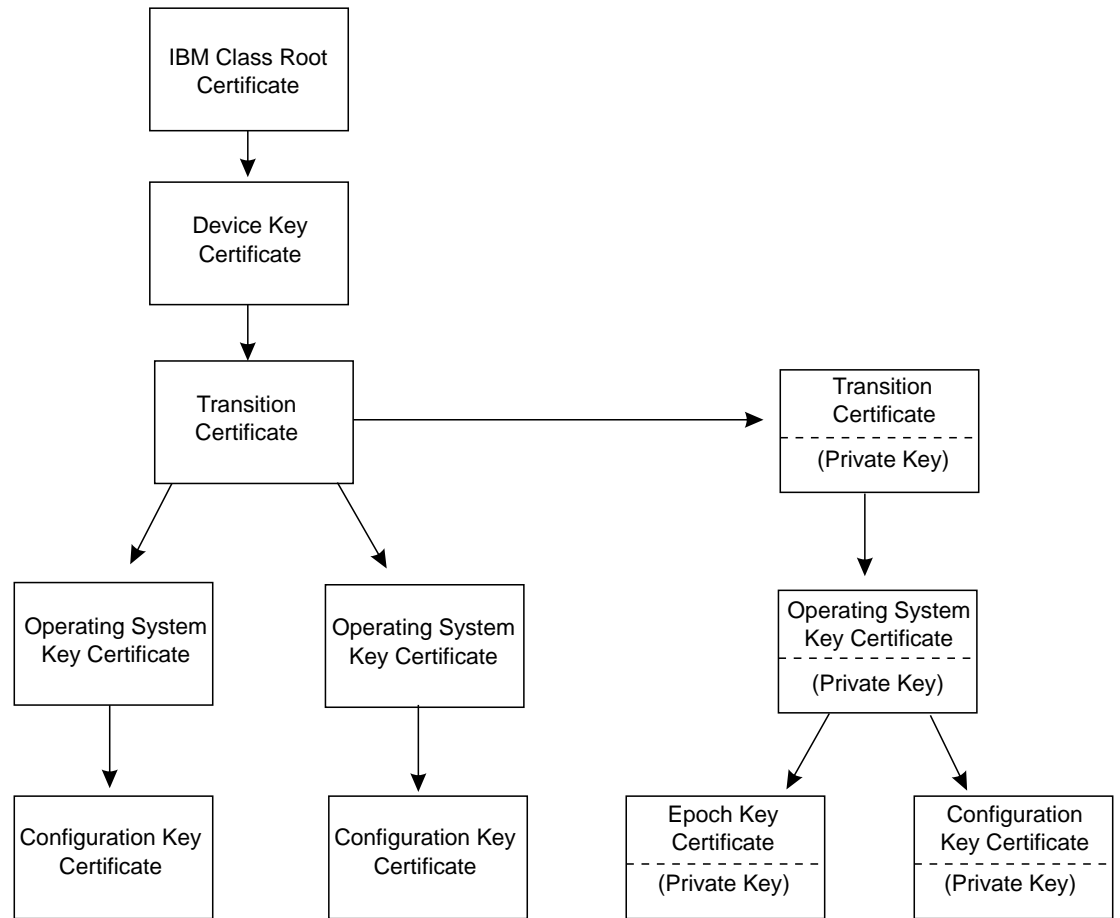 IBM Class Root
Certificate
Device Key
Certificate
Transition
Certificate
Transition
Certificate
(Private Key)
Operating System
Key Certificate
Operating System
Key Certificate
Operating System
Key Certificate
(Private Key)
Configuration Key
Certificate
Configuration Key
Certificate
Epoch Key
Certificate
(Private Key)
Configuration
Key Certificate
(Private Key)